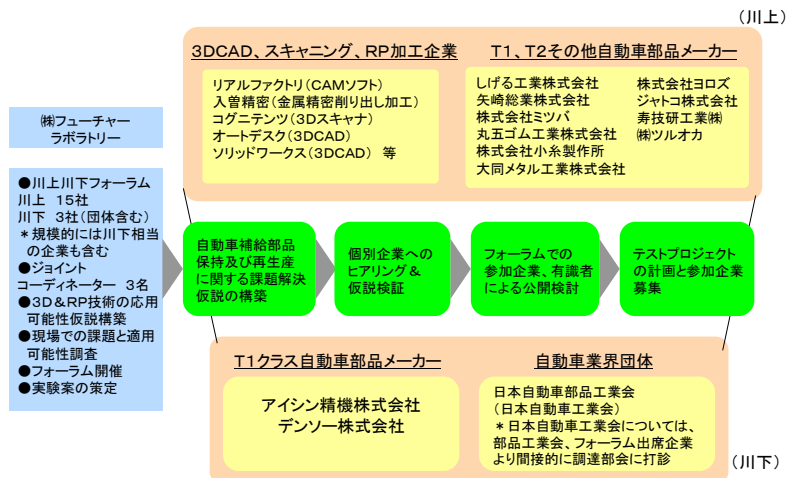 （川上）
3DCAD、スキャニング、RP加工企業
リアルファクトリ（CAMソフト）
入曽精密（金属精密削り出し加工）
コグニテンツ（3Dスキャナ）
オートデスク（3DCAD）
ソリッドワークス（3DCAD）　等
T1、T2その他自動車部品メーカー
しげる工業株式会社
矢崎総業株式会社
株式会社ミツバ
丸五ゴム工業株式会社
株式会社小糸製作所
大同メタル工業株式会社
株式会社ヨロズ
ジャトコ株式会社
寿技研工業㈱
㈱ツルオカ
㈱フューチャー
ラボラトリー
●川上川下フォーラム
川上　15社
川下　3社（団体含む）
＊規模的には川下相当
の企業も含む
●ジョイント
コーディネーター　3名
●3D＆RP技術の応用
可能性仮説構築
●現場での課題と適用
可能性調査
●フォーラム開催
●実験案の策定
自動車補給部品
保持及び再生産
に関する課題解決
仮説の構築
個別企業への
ヒアリング＆
仮説検証
フォーラムでの
参加企業、有識者
による公開検討
テストプロジェクト
の計画と参加企業
募集
T1クラス自動車部品メーカー
アイシン精機株式会社
デンソー株式会社
自動車業界団体
日本自動車部品工業会
（日本自動車工業会）
＊日本自動車工業会については、
部品工業会、フォーラム出席企業
より間接的に調達部会に打診
（川下）